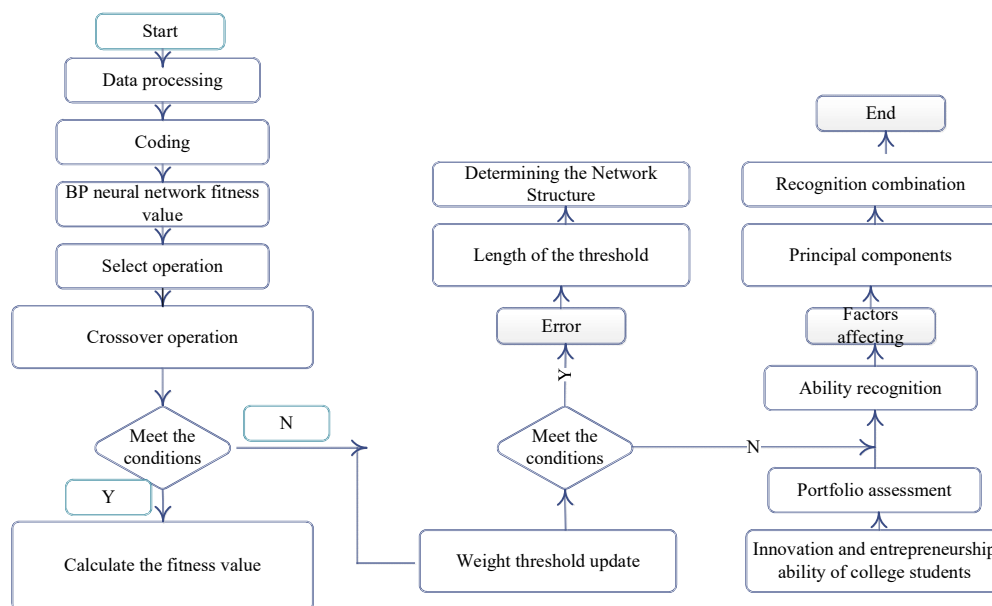 Start
Data processing
Coding
BP neural network fitness
value
Select operation
Crossover operation
Meet the
conditions
N
Y
Calculate the fitness value
Determining the Network
Structure
Length of the threshold
Error
Y
Meet the
conditions
N
Weight threshold update
End
Recognition combination
Principal components
Factors
affecting
Ability recognition
Portfolio assessment
Innovation and entrepreneurship
ability of college students